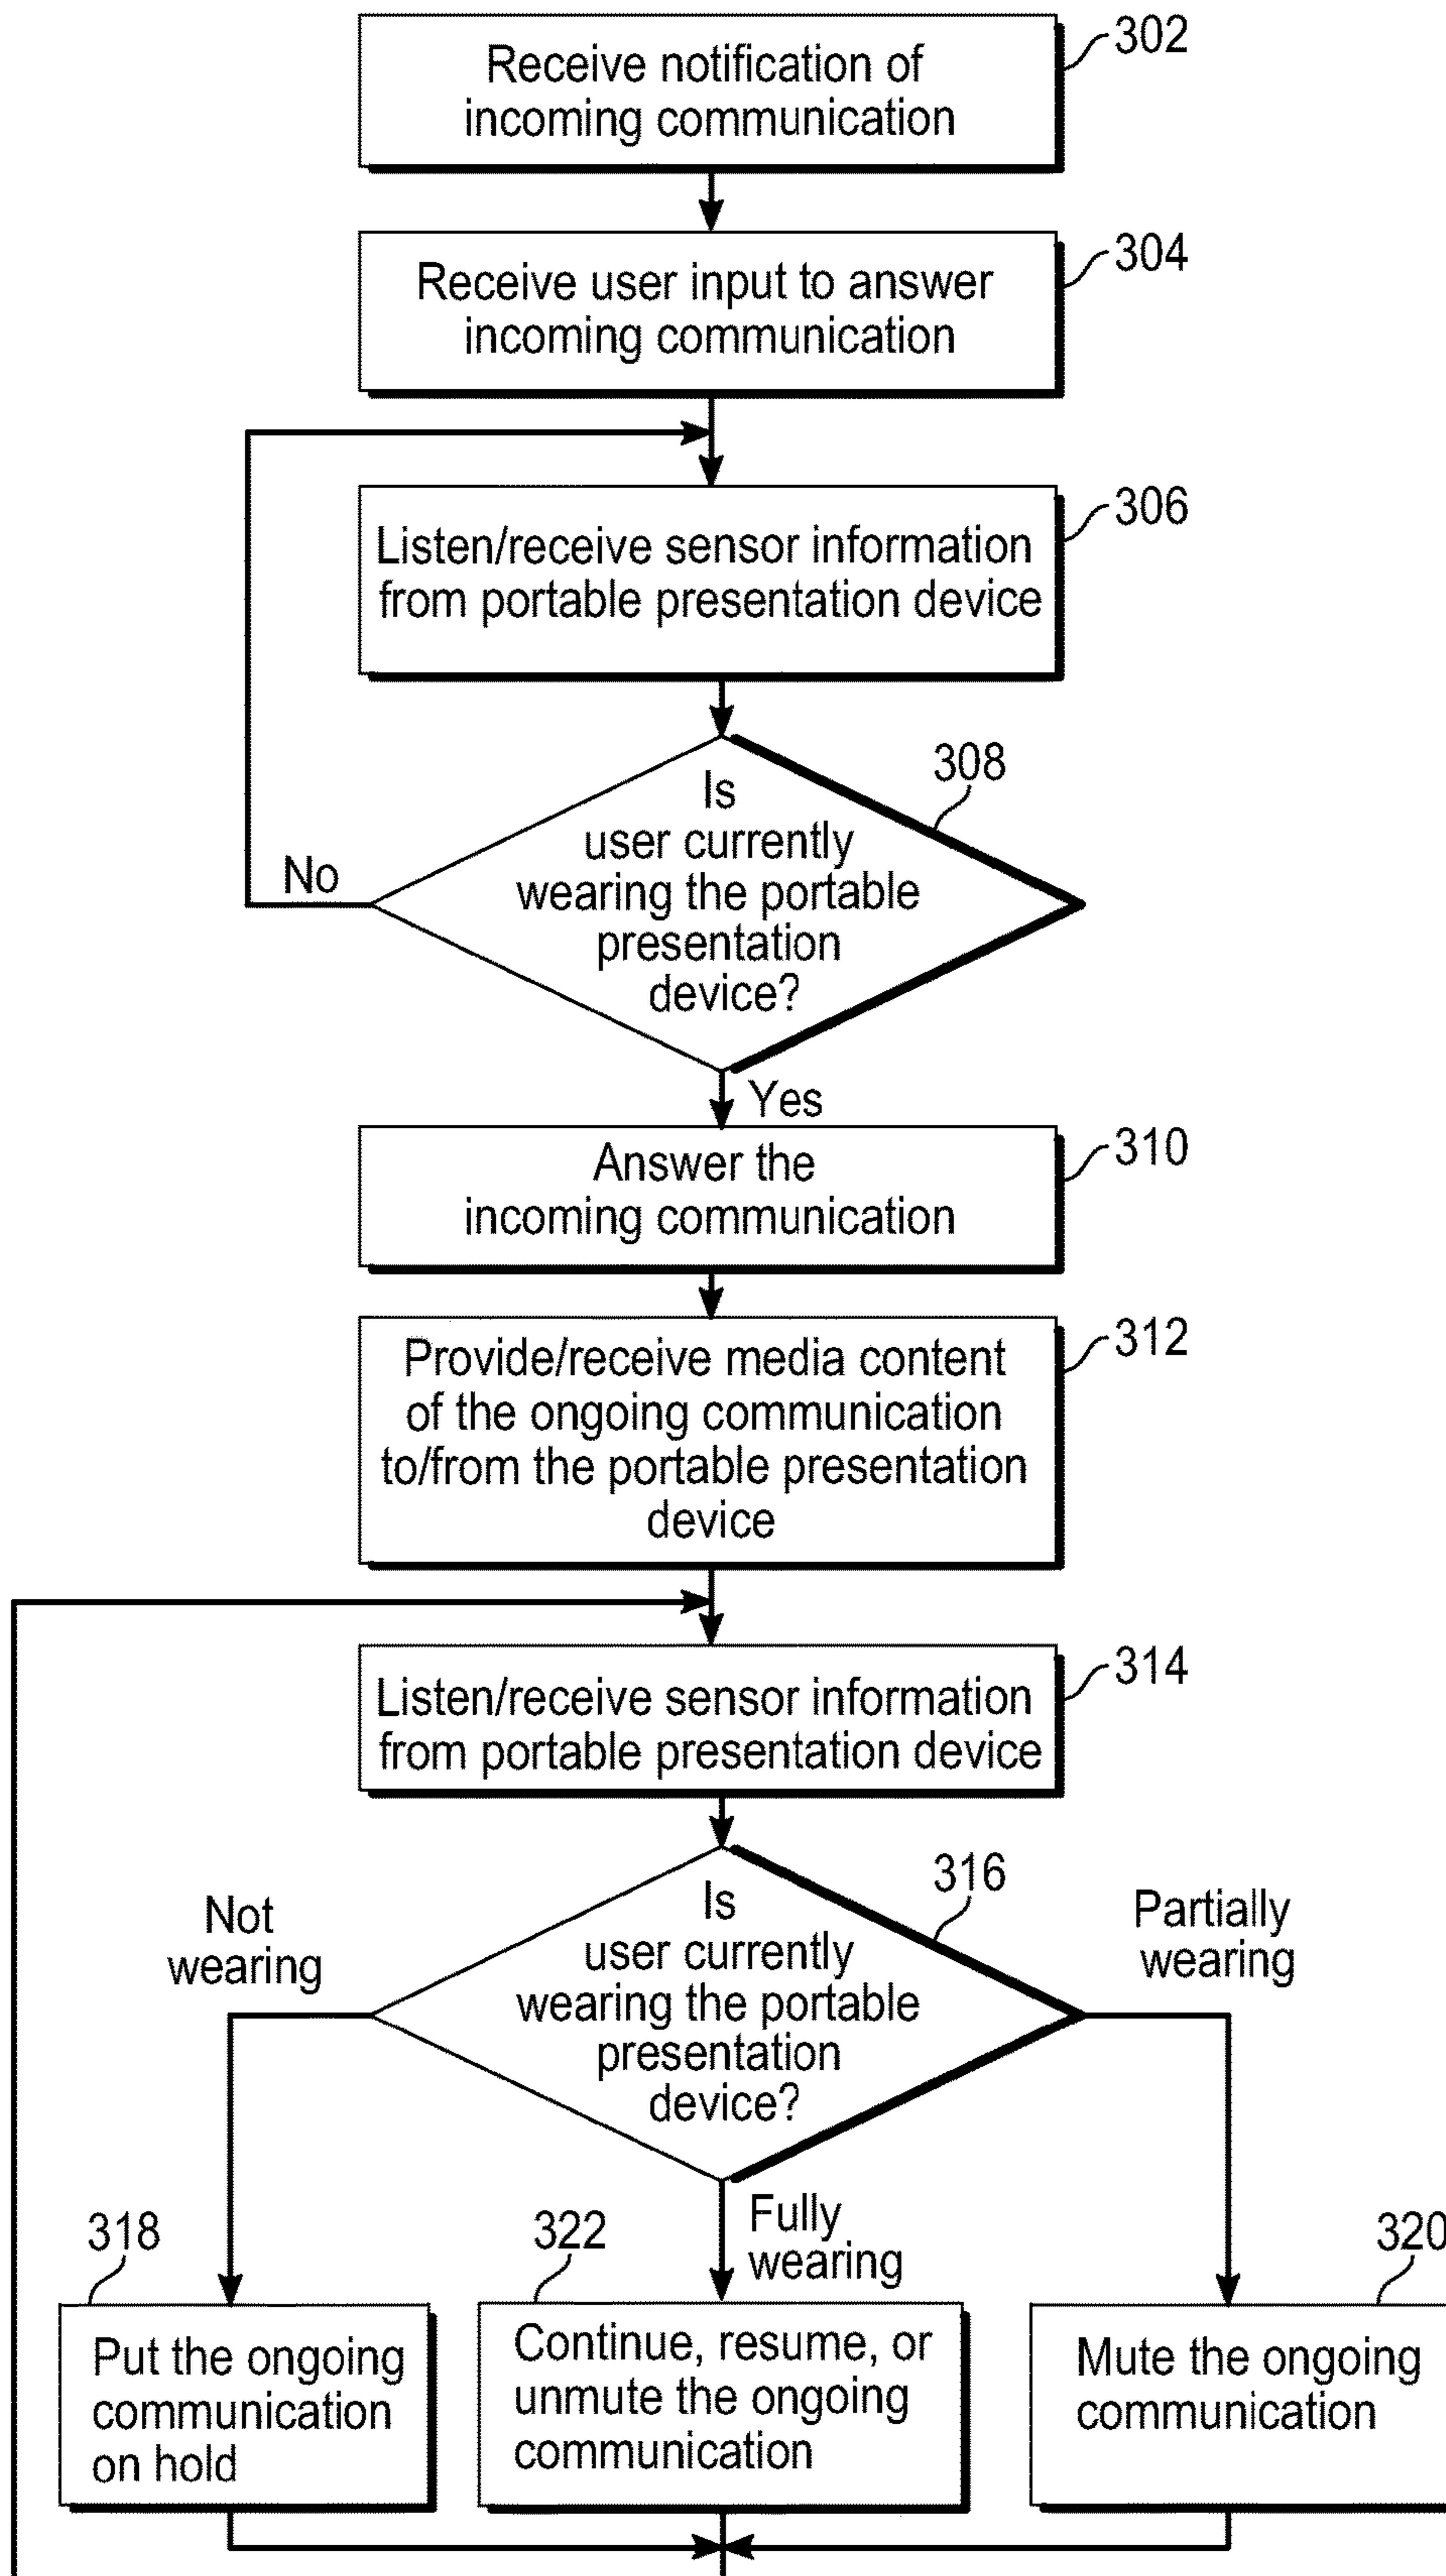 Receive notification of
incoming communication
302
Receive user input to answer
incoming communication
304
Listen/receive sensor information
from portable presentation device
306
Is
user currently
wearing the portable
presentation
device?
308
No
Yes
Answer the
incoming communication
310
Provide/receive media content
of the ongoing communication
to/from the portable presentation
device
312
Listen/receive sensor information
from portable presentation device
314
Is
user currently
wearing the portable
presentation
device?
316
Not
wearing
Partially
wearing
Fully
wearing
318
Put the ongoing
communication
on hold
322
Continue, resume, or
unmute the ongoing
communication
320
Mute the ongoing
communication